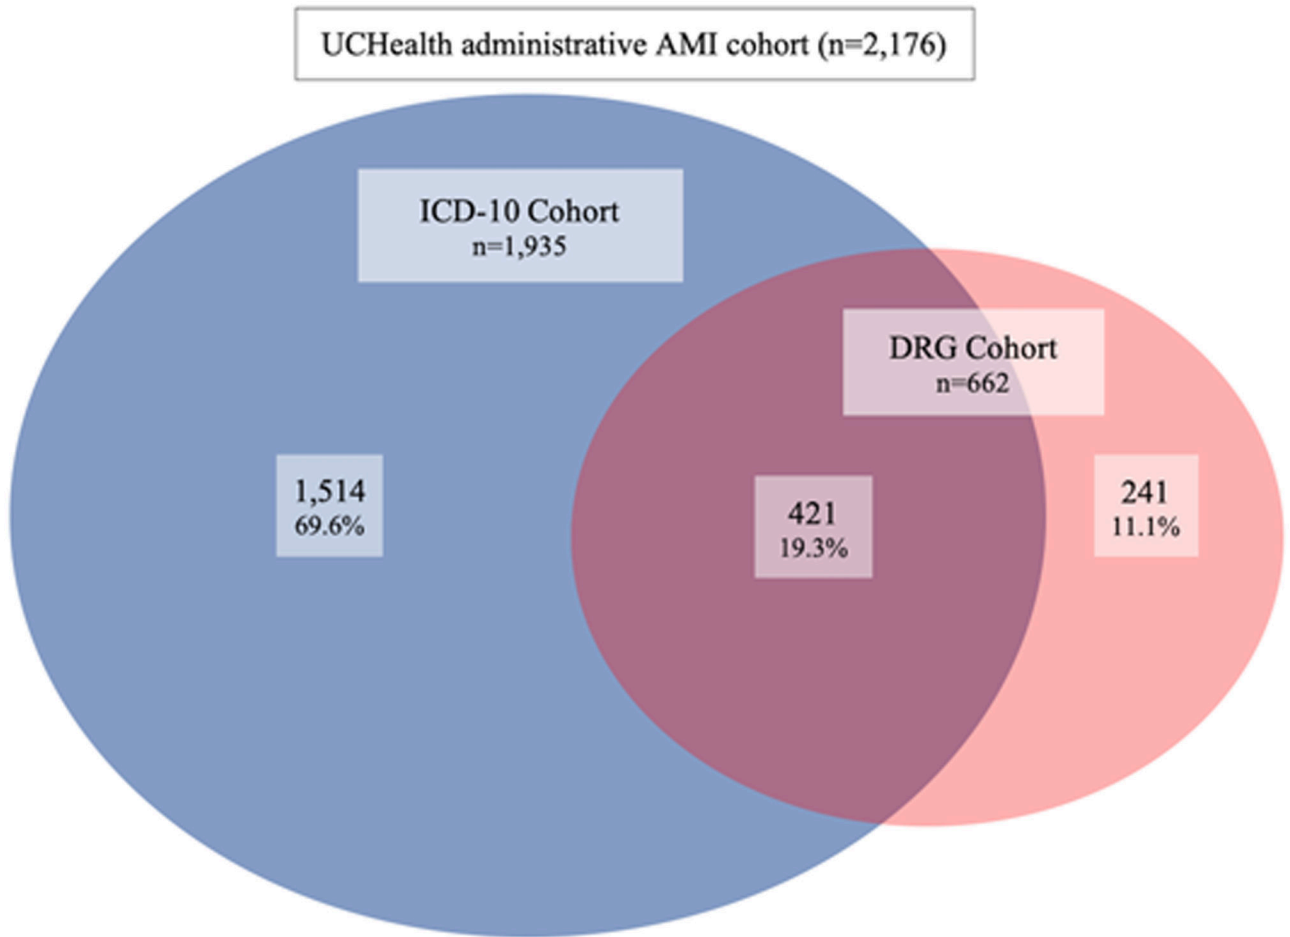 UCHealth administrative AMI cohort (n=2,176)
ICD-10 Cohort
n=1,935
DRG Cohort
n=662
1,514
69.6%
421
19.3%
241
11.1%